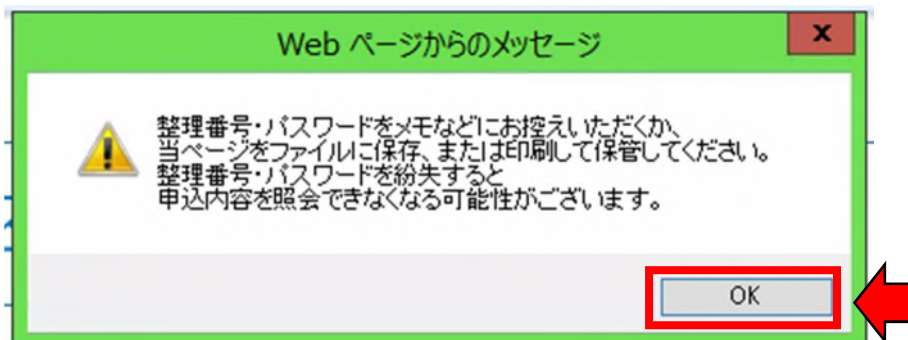 Web ページからのメッセージ
x
整理番号・パスワードをメモなどにお控えいただくか、
当ページをファイルに保存、または印刷して保管してください。
整理番号・パスワードを紛失すると
申込内容を照会できなくなる可能性がございます。
OK